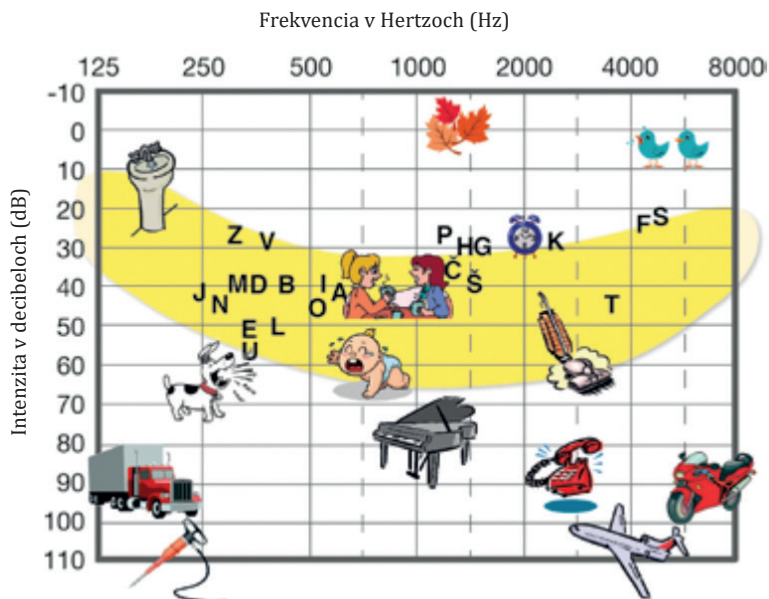 Frekvencia v Hertzoch (Hz)
125 250 500 1000 2000 4000 8000
Intenzita v decibeloch (dB)
-10
0
10
20
30
40
50
60
70
80
90
100
110
Z V P H G K F S
Č
J N M D B I O A Š T
E L
U